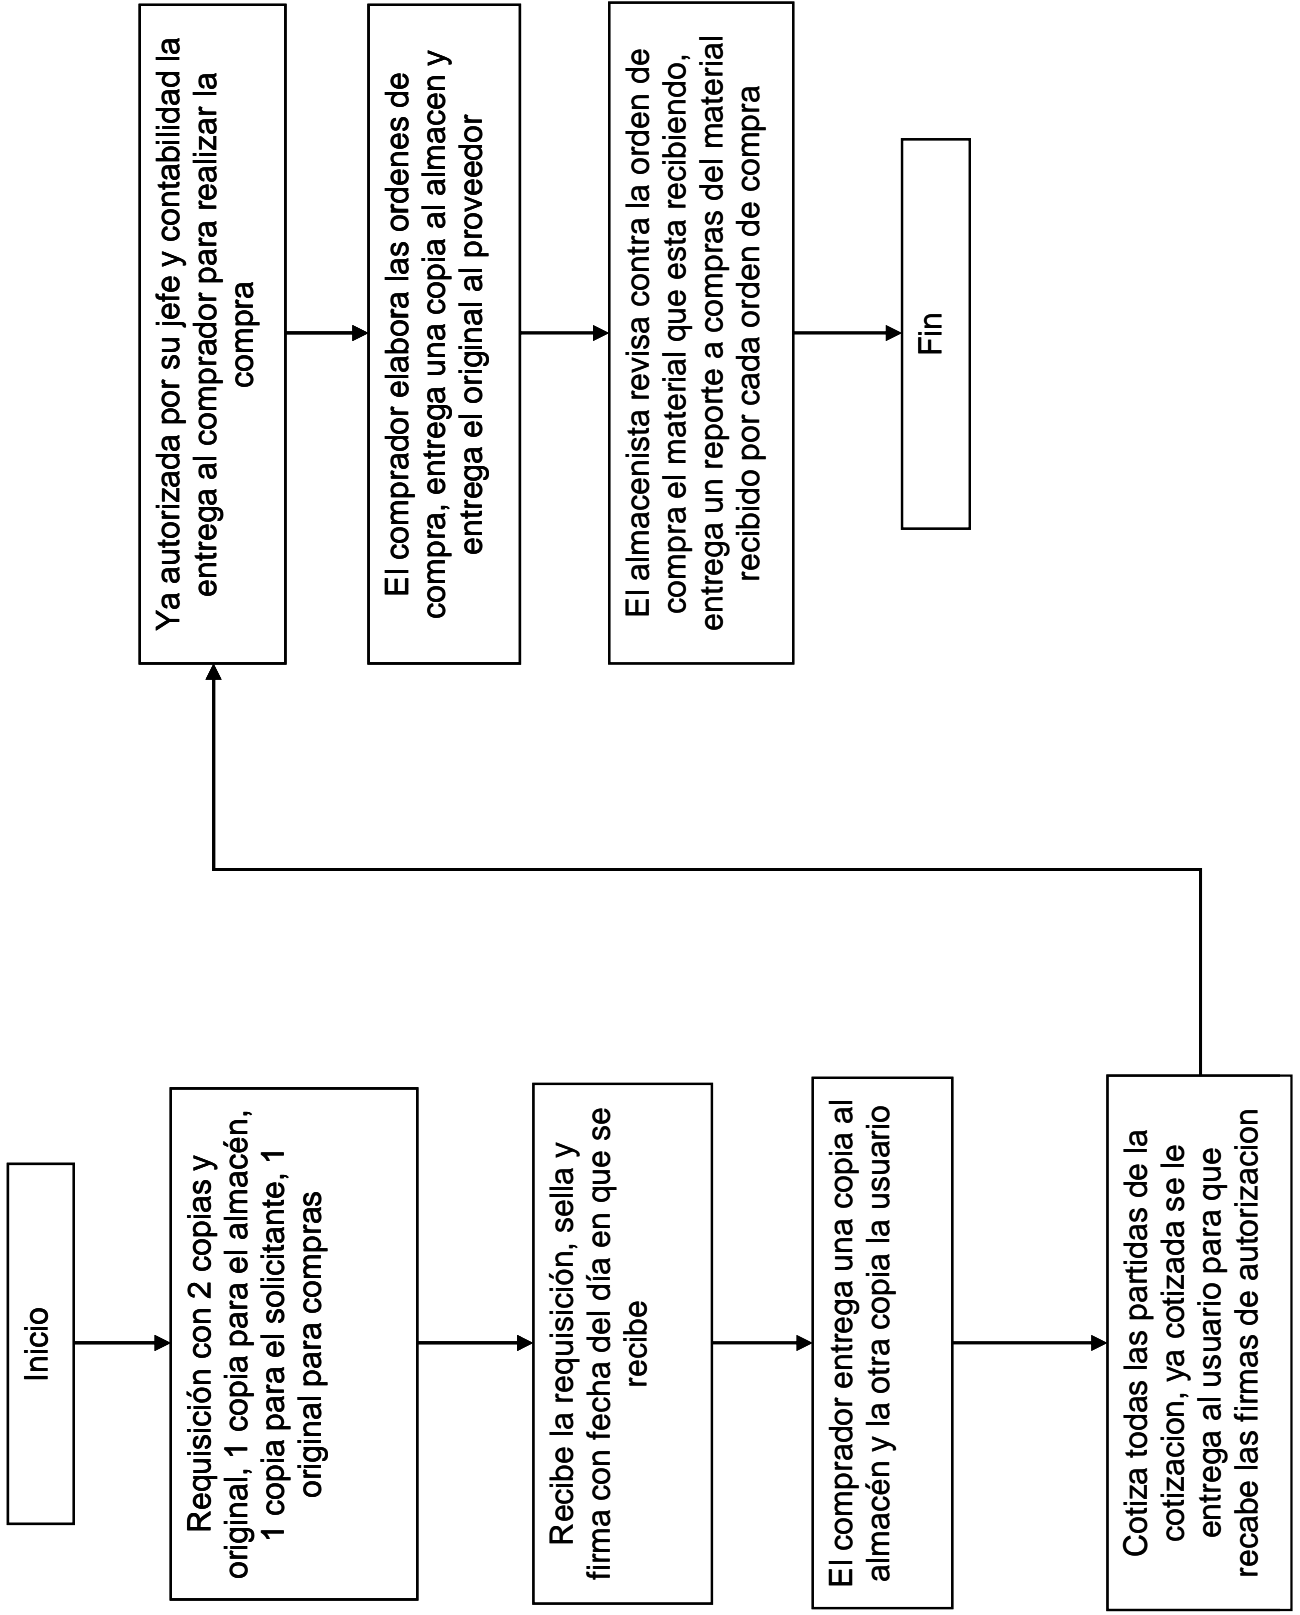 Inicio
Requisición con 2 copias y
original, 1 copia para el almacén,
1 copia para el solicitante, 1
original para compras
Recibe la requisición, sella y
firma con fecha del día en que se
recibe
El comprador entrega una copia al
almacén y la otra copia la usuario
Cotiza todas las partidas de la
cotizacion, ya cotizada se le
entrega al usuario para que
recabe las firmas de autorizacion
Ya autorizada por su jefe y contabilidad la
entrega al comprador para realizar la
compra
El comprador elabora las ordenes de
compra, entrega una copia al almacen y
entrega el original al proveedor
El almacenista revisa contra la orden de
compra el material que esta recibiendo,
entrega un reporte a compras del material
recibido por cada orden de compra
Fin